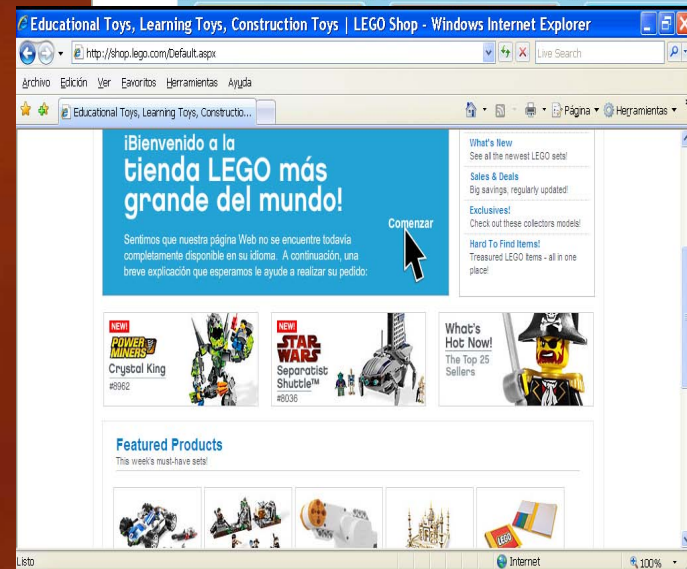 Educational Toys, Learning Toys, Construction Toys | LEGO Shop - Windows Internet Explorer
http://shop.lego.com/Default.aspx
Live Search
Archivo Edición Ver Favoritos Herramientas Ayuda
Educational Toys, Learning Toys, Constructio...
Página
Herramientas
¡Bienvenido a la
tienda LEGO más
grande del mundo!
Comenzar
Sentimos que nuestra página Web no se encuentre todavía
completamente disponible en su idioma. A continuación, una
breve explicación que esperamos le ayude a realizar su pedido:
What's New
See all the newest LEGO sets!
Sales & Deals
Big savings, regularly updated!
Exclusives!
Check out these collectors models!
Hard To Find Items!
Treasured LEGO Items - all in one
place!
NEW!
POWER
MINERS
Crystal King
#8962
NEW!
STAR
WARS
Separatist
Shuttle™
#8036
What's
Hot Now!
The Top 25
Sellers
Featured Products
This week's must-have sets!
LEGO
Listo
Internet
100%